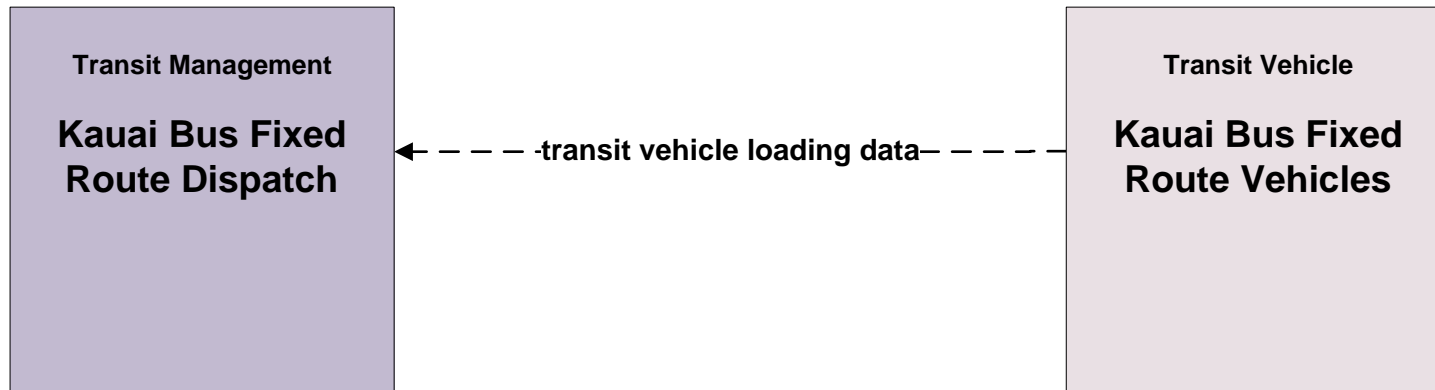 Transit Management
Kauai Bus Fixed
Route Dispatch
transit vehicle loading data
Transit Vehicle
Kauai Bus Fixed
Route Vehicles